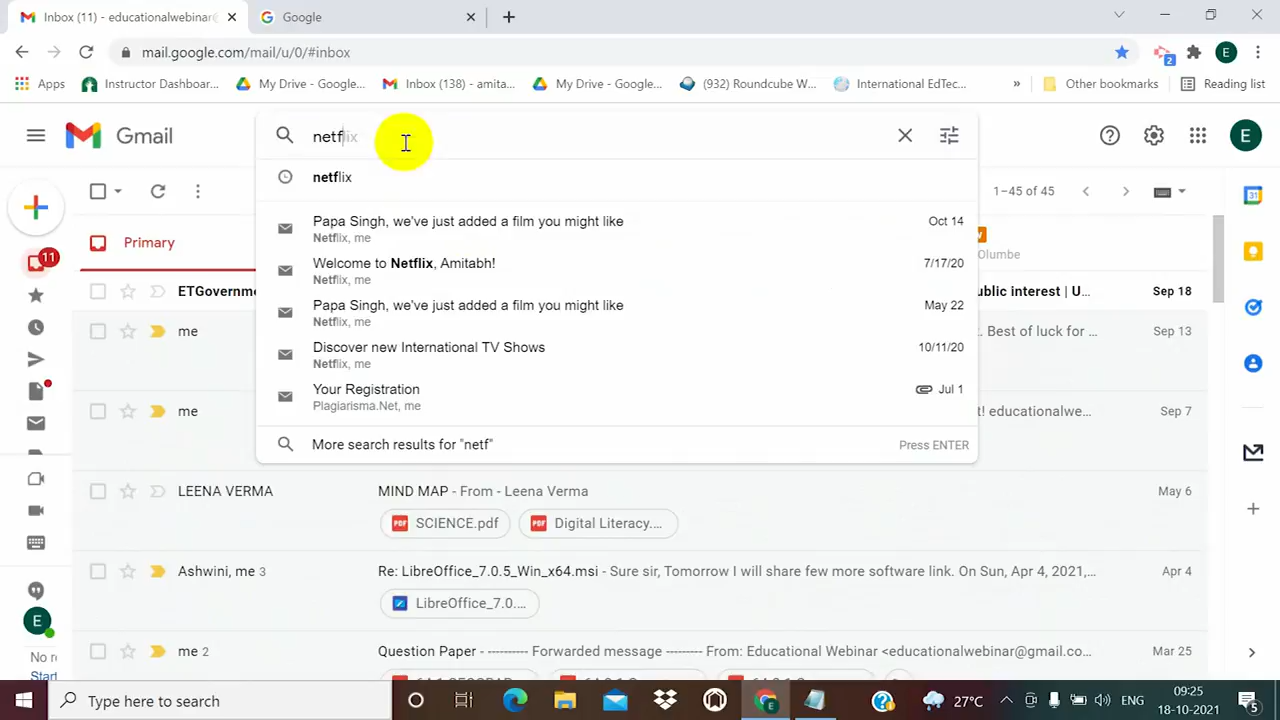 Inbox (11) - educationalwebinar@
Google
mail.google.com/mail/u/0/#inbox
E
2
Apps
Instructor Dashboar...
My Drive - Google...
Inbox (138) - amita...
My Drive - Google...
(932) Roundcube W...
International EdTec...
»
Other bookmarks
Reading list
Gmail
netflix
E
netflix
1–45 of 45
Papa Singh, we've just added a film you might like
Oct 14
Netflix, me
11
Primary
Olumbe
Welcome to Netflix, Amitabh!
7/17/20
Netflix, me
ETGovernme
public interest | U...
Sep 18
Papa Singh, we've just added a film you might like
May 22
Netflix, me
me
. Best of luck for ...
Sep 13
Discover new International TV Shows
10/11/20
Netflix, me
Your Registration
Jul 1
Plagiarisma.Net, me
me
t! educationalwe...
Sep 7
More search results for "netf"
Press ENTER
LEENA VERMA
MIND MAP - From - Leena Verma
May 6
PDF SCIENCE.pdf
PDF Digital Literacy....
Ashwini, me 3
Re: LibreOffice_7.0.5_Win_x64.msi - Sure sir, Tomorrow I will share few more software link. On Sun, Apr 4, 2021,...
Apr 4
LibreOffice_7.0....
E
me 2
Question Paper - ---------- Forwarded message --------- From: Educational Webinar <educationalwebinar@gmail.co...
Mar 25
No r
Start
Type here to search
27°C
ENG
09:25
18-10-2021
5